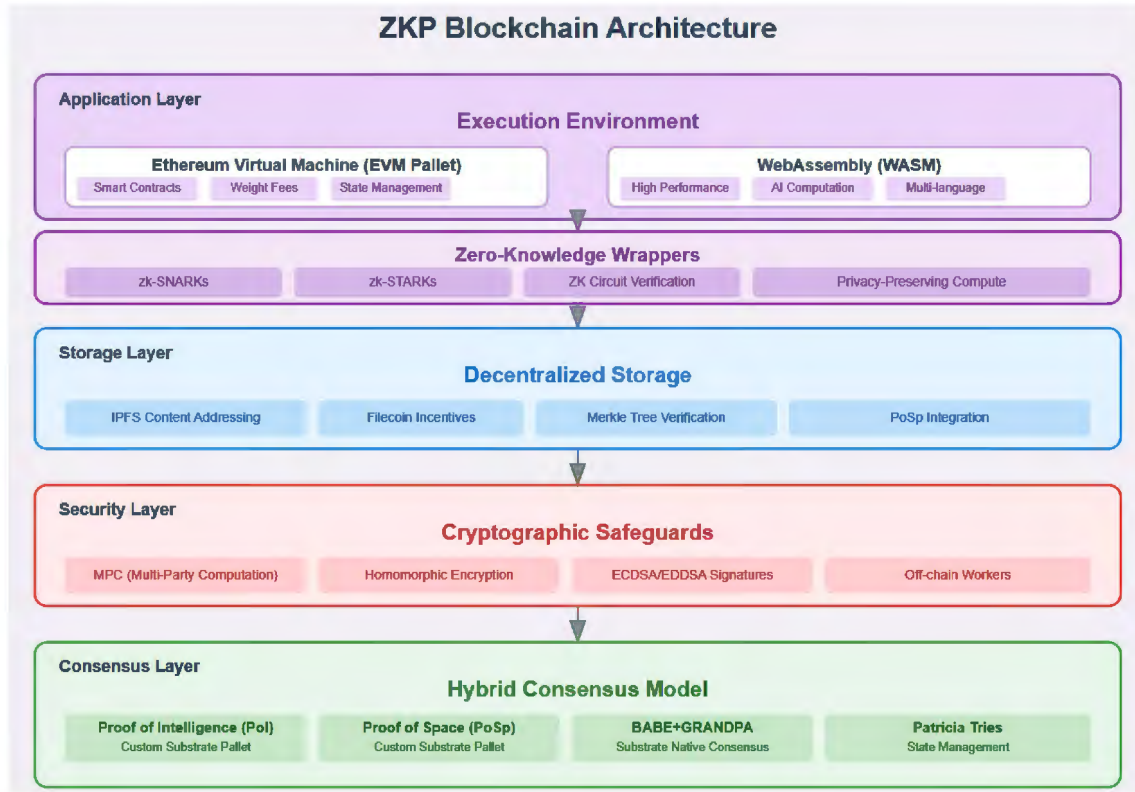 ZKP Blockchain Architecture
Application Layer
Execution Environment
Ethereum Virtual Machine (EVM Pallet)
Smart Contracts
Weight Fees
State Management
WebAssembly (WASM)
High Performance
AI Computation
Multi-language
Zero-Knowledge Wrappers
zk-SNARKs
zk-STARKs
ZK Circuit Verification
Privacy-Preserving Compute
Storage Layer
Decentralized Storage
IPFS Content Addressing
Filecoin Incentives
Merkle Tree Verification
PoSp Integration
Security Layer
Cryptographic Safeguards
MPC (Multi-Party Computation)
Homomorphic Encryption
ECDSA/EDDSA Signatures
Off-chain Workers
Consensus Layer
Hybrid Consensus Model
Proof of Intelligence (PoI)
Custom Substrate Pallet
Proof of Space (PoSp)
Custom Substrate Pallet
BABE+GRANDPA
Substrate Native Consensus
Patricia Tries
State Management